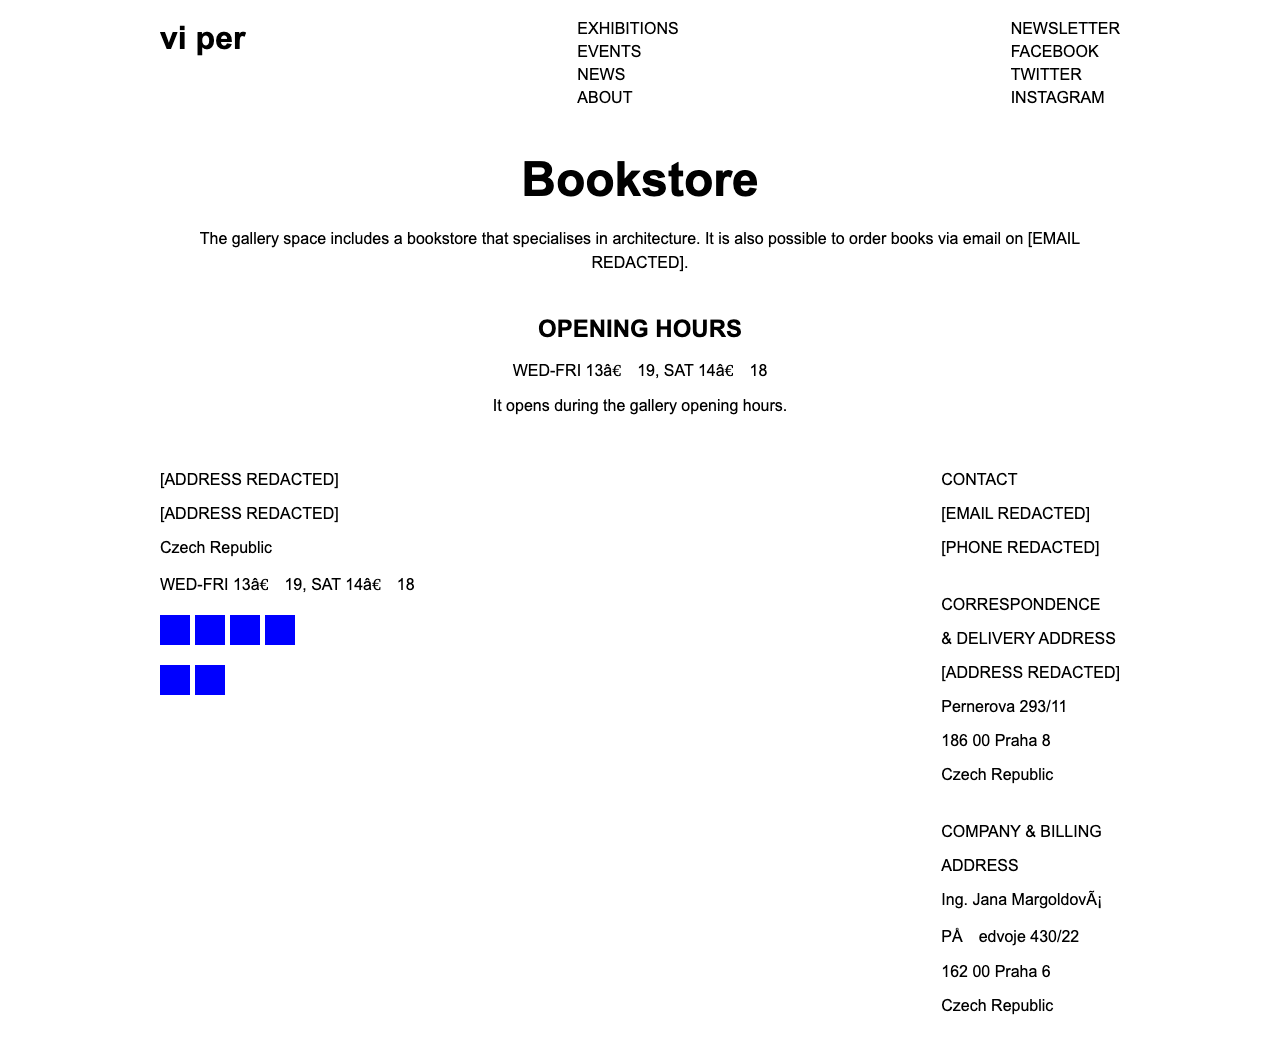 vi per
EXHIBITIONS
EVENTS
NEWS
ABOUT
NEWSLETTER
FACEBOOK
TWITTER
INSTAGRAM
Bookstore
The gallery space includes a bookstore that specialises in architecture. It is also possible to order books via email on [EMAIL
REDACTED].
OPENING HOURS
WED-FRI 13â€ 19, SAT 14â€ 18
It opens during the gallery opening hours.
[ADDRESS REDACTED]
[ADDRESS REDACTED]
Czech Republic
WED-FRI 13â€ 19, SAT 14â€ 18
CONTACT
[EMAIL REDACTED]
[PHONE REDACTED]
CORRESPONDENCE
& DELIVERY ADDRESS
[ADDRESS REDACTED]
Pernerova 293/11
186 00 Praha 8
Czech Republic
COMPANY & BILLING
ADDRESS
Ing. Jana MargoldovÃ¡
PÅ edvoje 430/22
162 00 Praha 6
Czech Republic